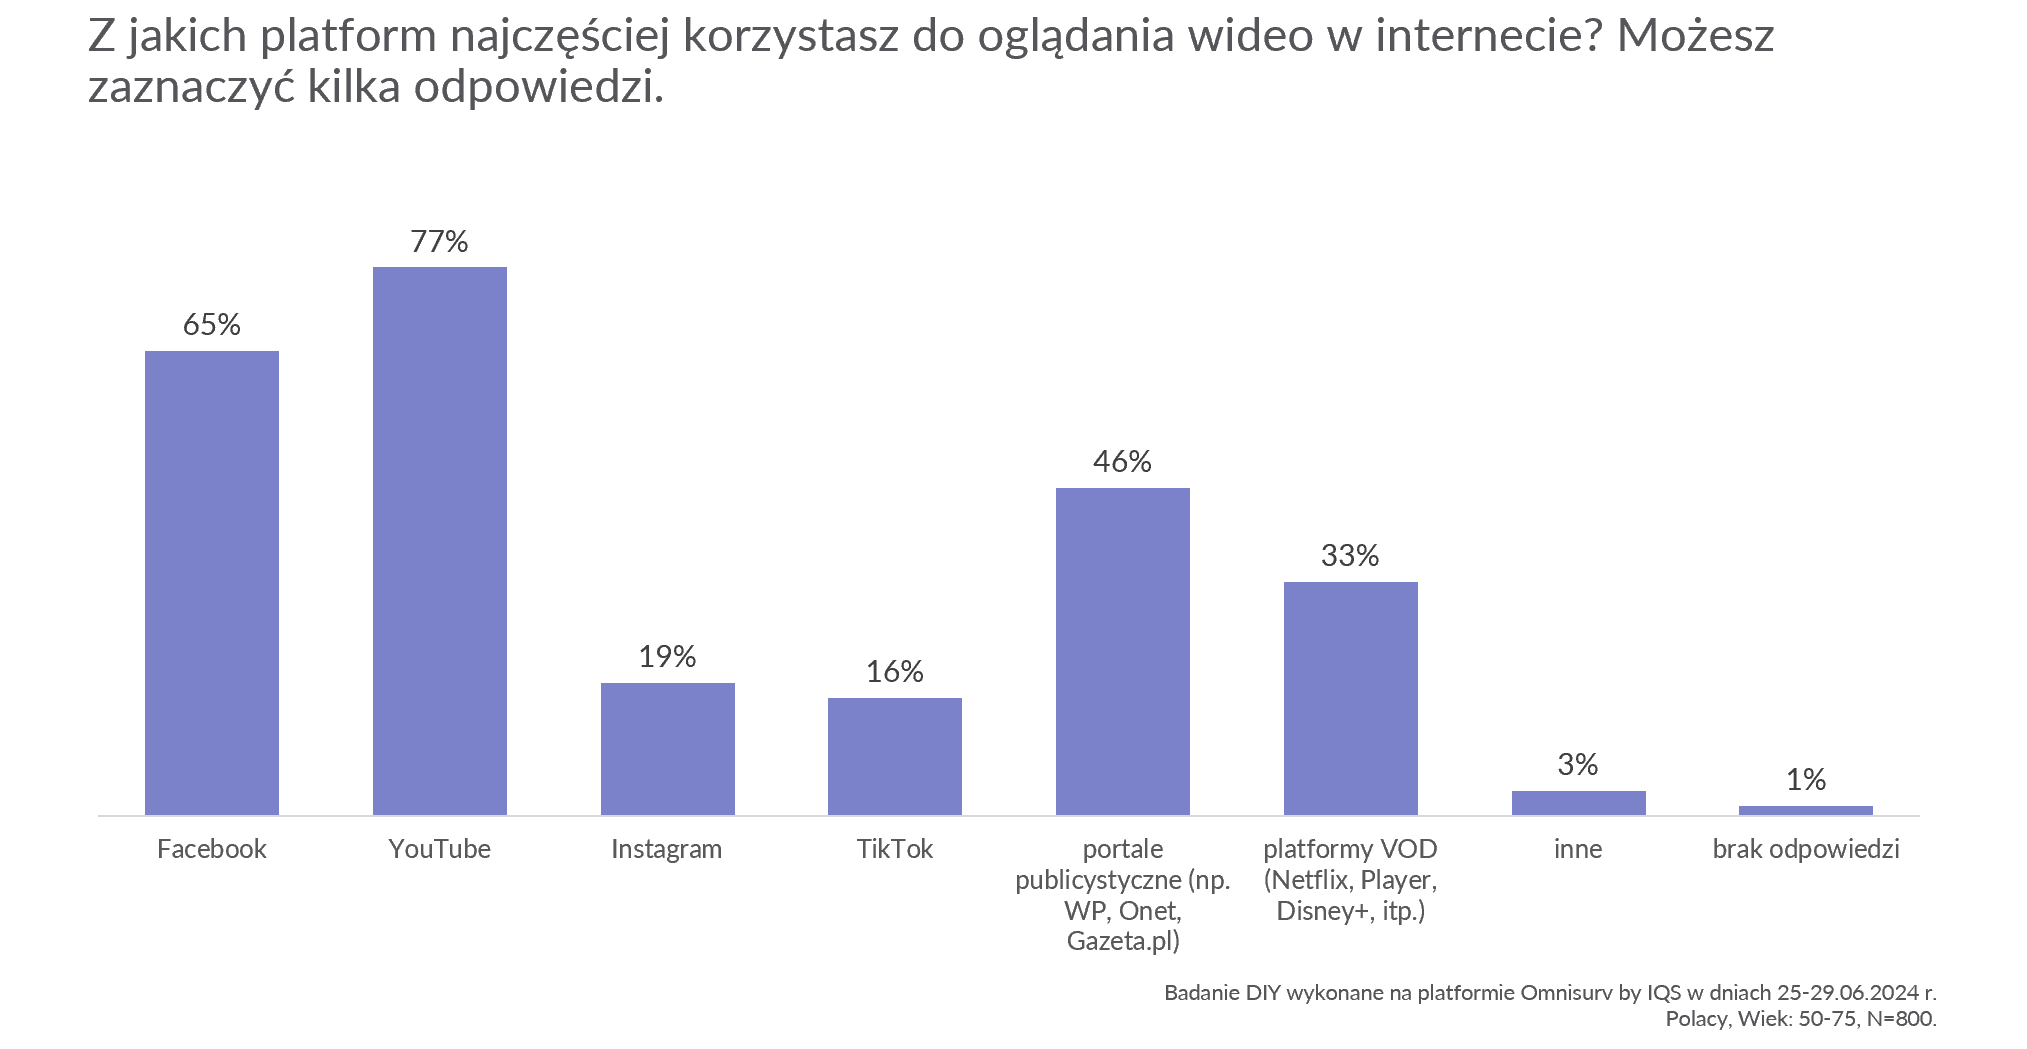 Z jakich platform najczęściej korzystasz do oglądania wideo w internecie? Możesz
zaznaczyć kilka odpowiedzi.
65%
77%
19%
16%
46%
33%
3%
1%
Facebook
YouTube
Instagram
TikTok
portale
publicystyczne (np.
WP, Onet,
Gazeta.pl)
platformy VOD
(Netflix, Player,
Disney+, itp.)
inne
brak odpowiedzi
Badanie DIY wykonane na platformie Omnisurv by IQS w dniach 25-29.06.2024 r.
Polacy, Wiek: 50-75, N=800.